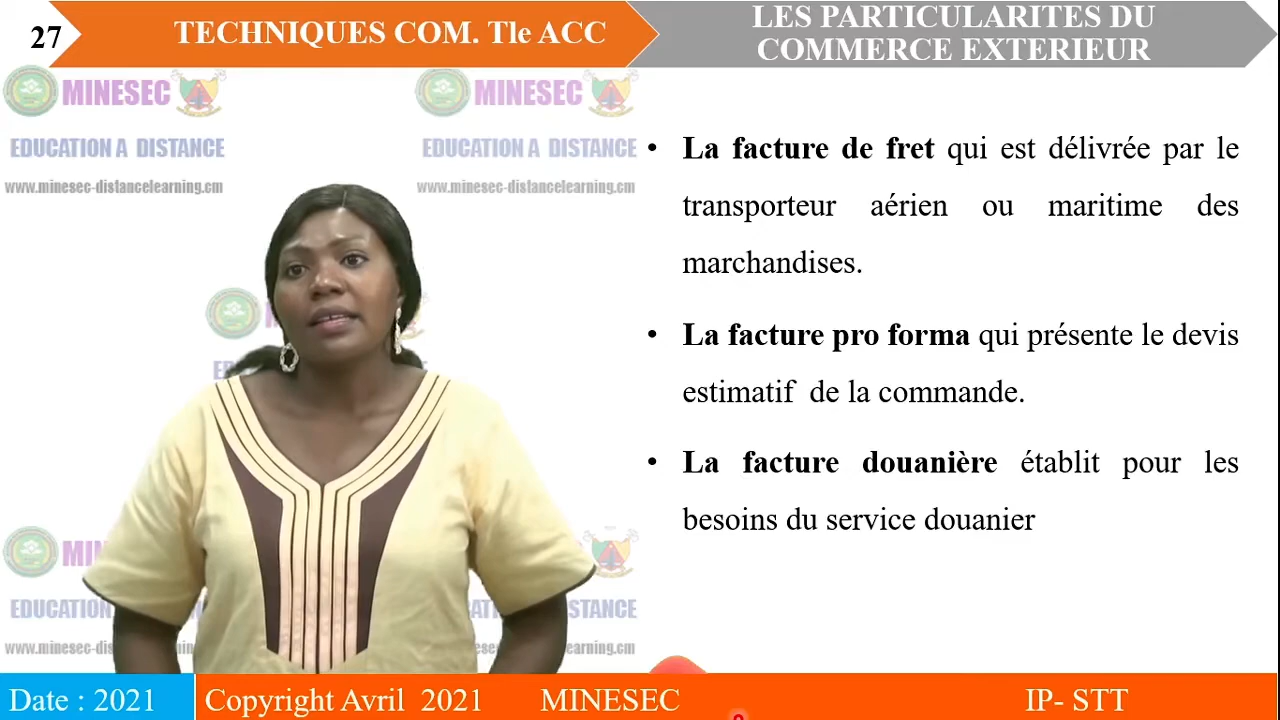 27
TECHNIQUES COM. Tle ACC
LES PARTICULARITES DU
COMMERCE EXTERIEUR
MINESEC
EDUCATION A DISTANCE
www.minesec-distancelearning.cm
MINESEC
EDUCATION A DISTANCE
www.minesec-distancelearning.cm
• La facture de fret qui est délivrée par le
transporteur aérien ou maritime des
marchandises.
• La facture pro forma qui présente le devis
estimatif de la commande.
• La facture douanière établit pour les
besoins du service douanier
Date : 2021
Copyright Avril 2021
MINESEC
IP- STT